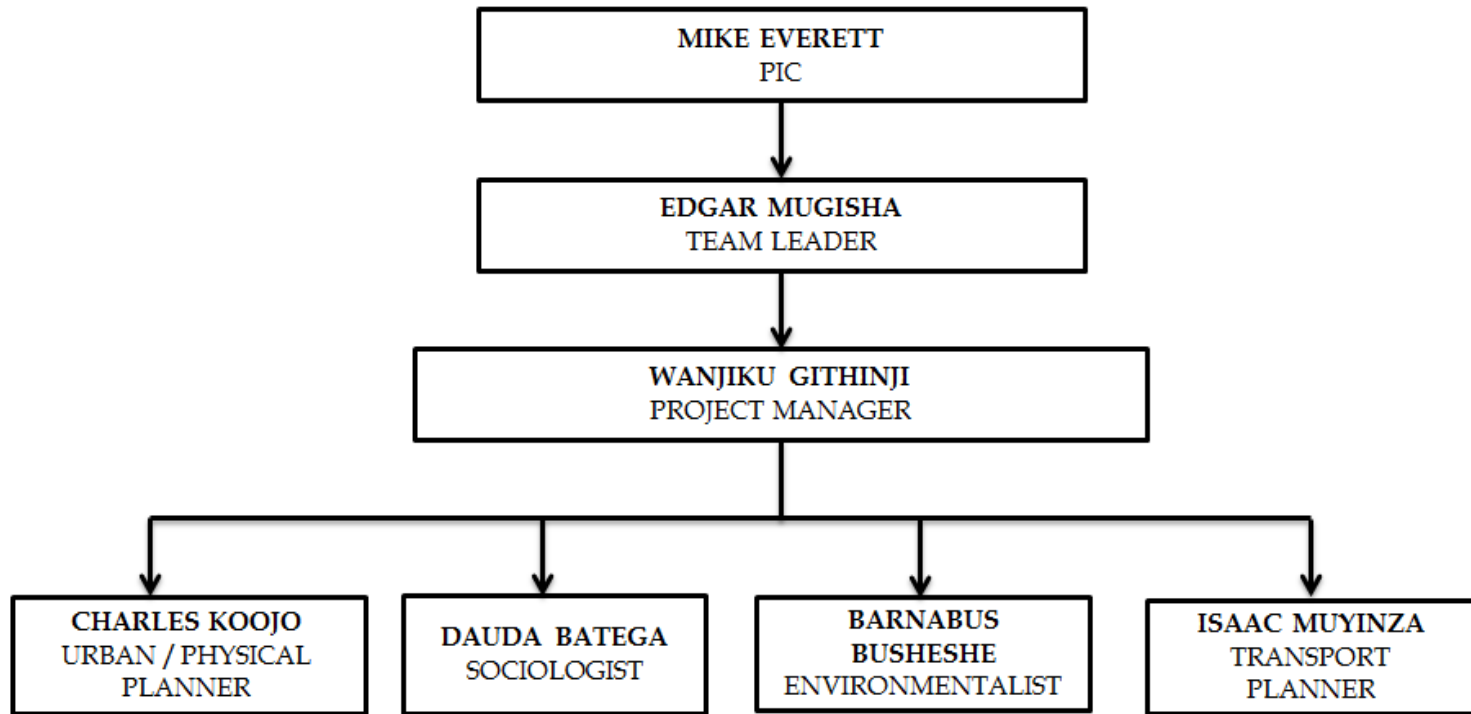 MIKE EVERETT
PIC
EDGAR MUGISHA
TEAM LEADER
WANJIKU GITHINJI
PROJECT MANAGER
CHARLES KOOJO
URBAN / PHYSICAL
PLANNER
DAUDA BATEGA
SOCIOLOGIST
BARNABUS
BUSHESHE
ENVIRONMENTALIST
ISAAC MUYINZA
TRANSPORT
PLANNER